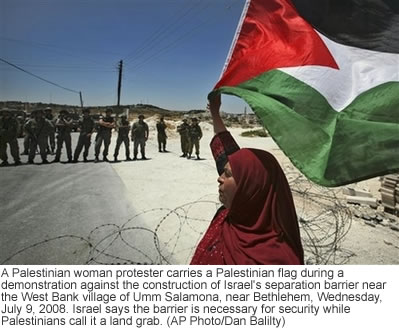 A Palestinian woman protester carries a Palestinian flag during a
demonstration against the construction of Israel's separation barrier near
the West Bank village of Umm Salamona, near Bethlehem, Wednesday,
July 9, 2008. Israel says the barrier is necessary for security while
Palestinians call it a land grab. (AP Photo/Dan Balilty)